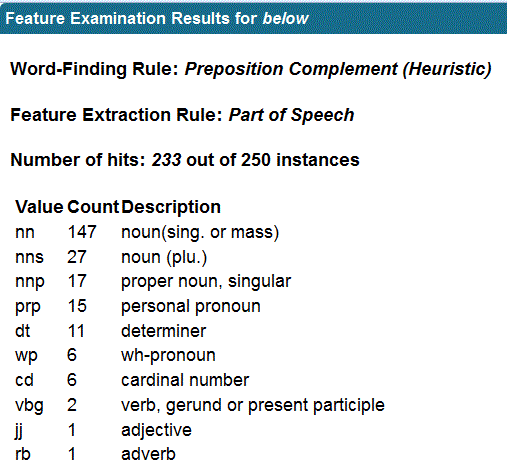 Feature Examination Results for below
Word-Finding Rule: Preposition Complement (Heuristic)
Feature Extraction Rule: Part of Speech
Number of hits: 233 out of 250 instances
Value Count Description
nn 147 noun(sing. or mass)
nns 27 noun (plu.)
nnp 17 proper noun, singular
prp 15 personal pronoun
dt 11 determiner
wp 6 wh-pronoun
cd 6 cardinal number
vbg 2 verb, gerund or present participle
jj 1 adjective
rb 1 adverb